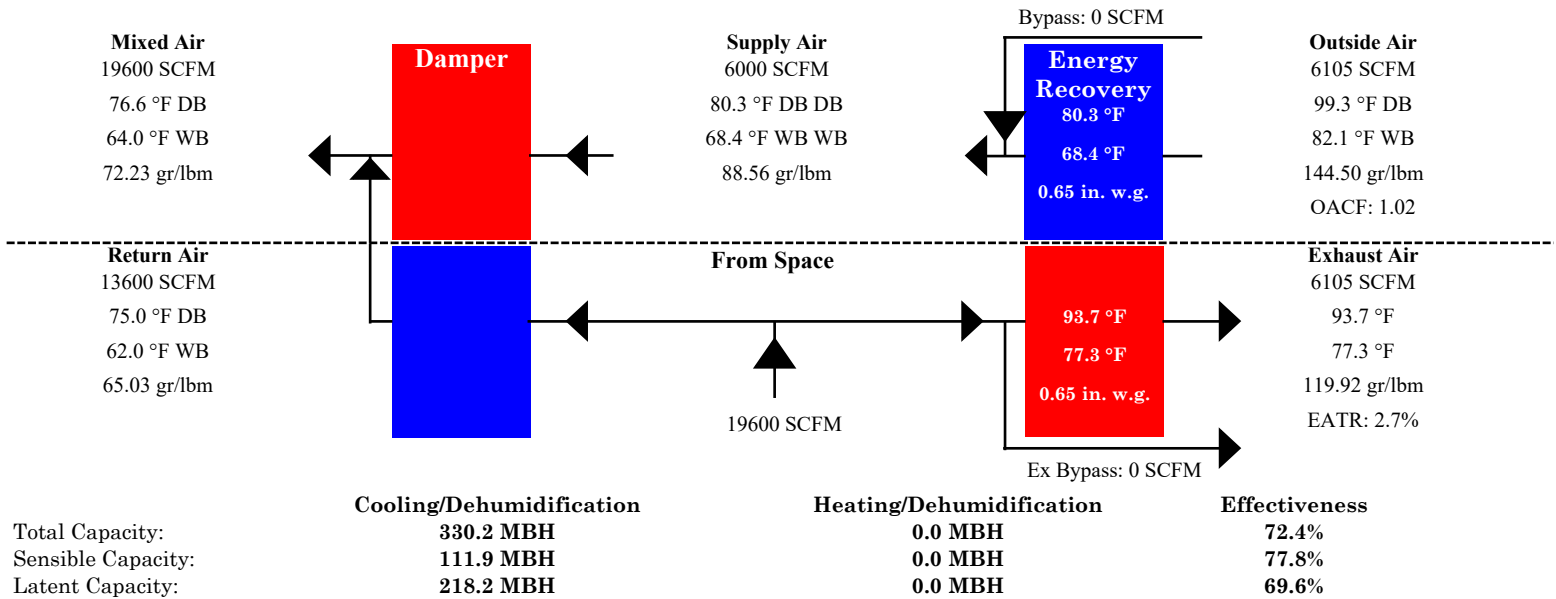 Bypass: 0 SCFM
Mixed Air
19600 SCFM
76.6 °F DB
64.0 °F WB
72.23 gr/lbm
Damper
Supply Air
6000 SCFM
80.3 °F DB DB
68.4 °F WB WB
88.56 gr/lbm
Energy
Recovery
80.3 °F
68.4 °F
0.65 in. w.g.
Outside Air
6105 SCFM
99.3 °F DB
82.1 °F WB
144.50 gr/lbm
OACF: 1.02
Return Air
13600 SCFM
75.0 °F DB
62.0 °F WB
65.03 gr/lbm
From Space
19600 SCFM
93.7 °F
77.3 °F
0.65 in. w.g.
Exhaust Air
6105 SCFM
93.7 °F
77.3 °F
119.92 gr/lbm
EATR: 2.7%
Ex Bypass: 0 SCFM
Cooling/Dehumidification Heating/Dehumidification Effectiveness
Total Capacity: 330.2 MBH 0.0 MBH 72.4%
Sensible Capacity: 111.9 MBH 0.0 MBH 77.8%
Latent Capacity: 218.2 MBH 0.0 MBH 69.6%